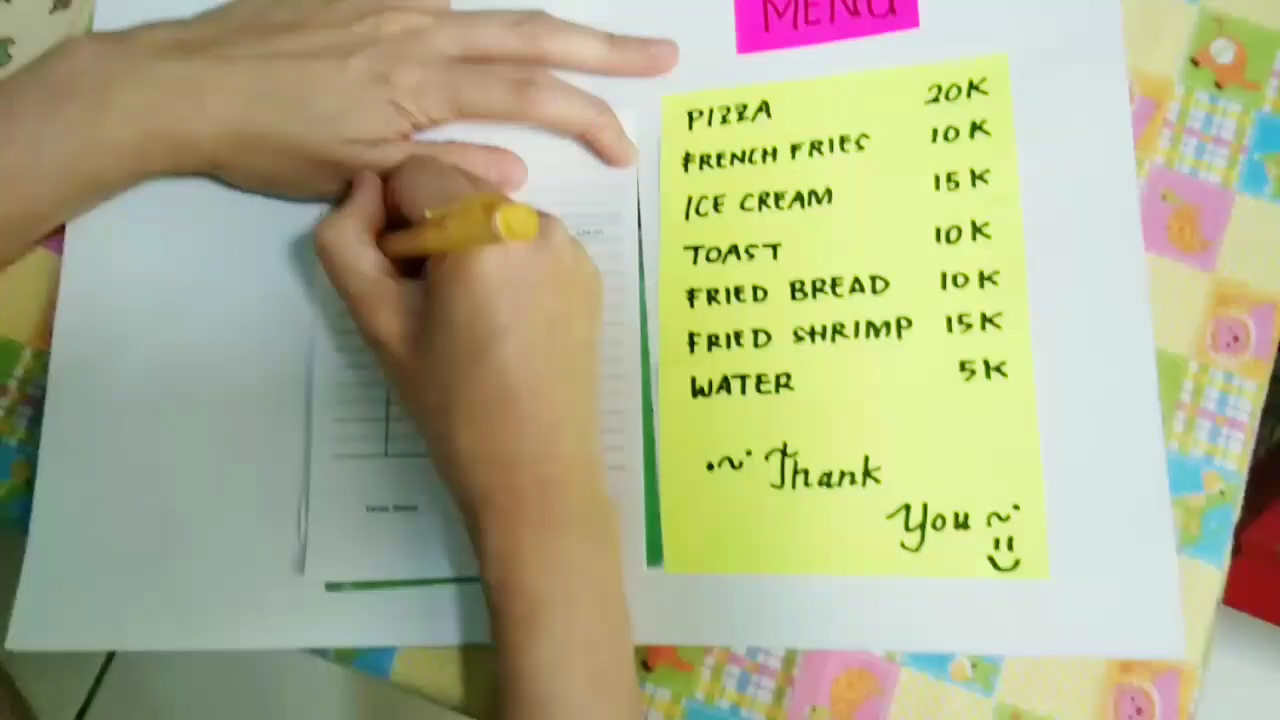 MENU
PIZZA 20K
FRENCH FRIES 10K
ICE CREAM 15K
TOAST 10K
FRIED BREAD 10K
FRIED SHRIMP 15K
WATER 5K
Thank
You